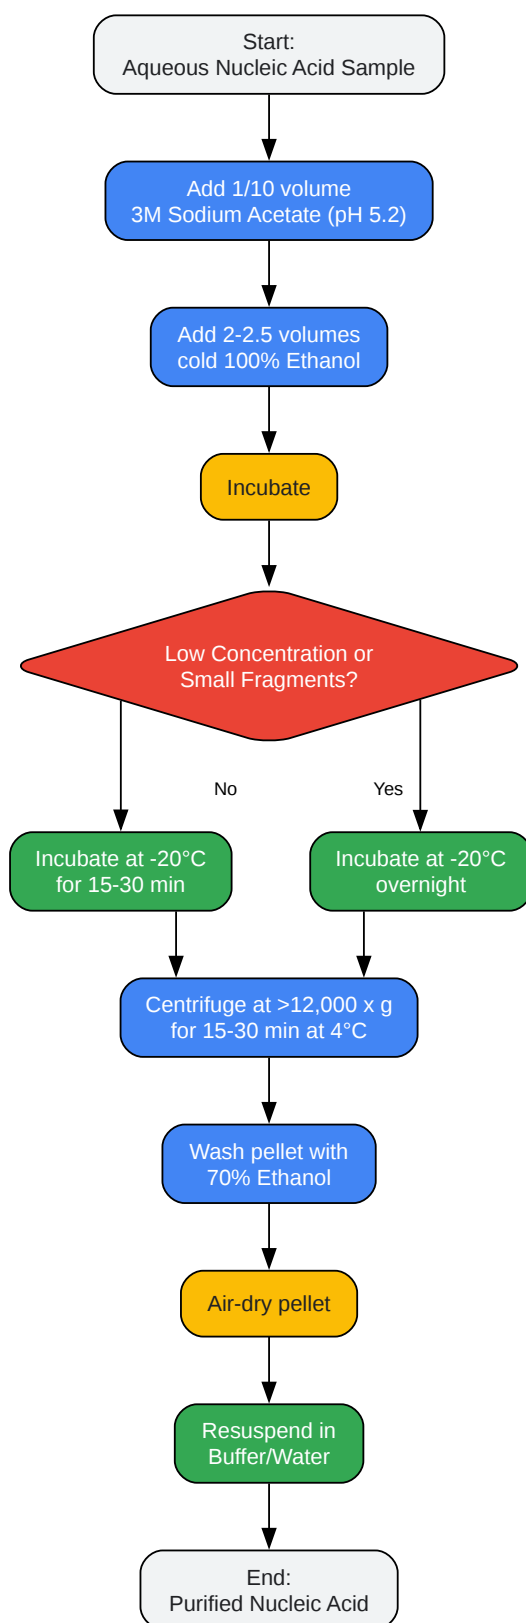 Start:
Aqueous Nucleic Acid Sample
Add 1/10 volume
3M Sodium Acetate (pH 5.2)
Add 2-2.5 volumes
cold 100% Ethanol
Incubate
Low Concentration or
Small Fragments?
No
Yes
Incubate at -20°C
for 15-30 min
Incubate at -20°C
overnight
Centrifuge at >12,000 x g
for 15-30 min at 4°C
Wash pellet with
70% Ethanol
Air-dry pellet
Resuspend in
Buffer/Water
End:
Purified Nucleic Acid